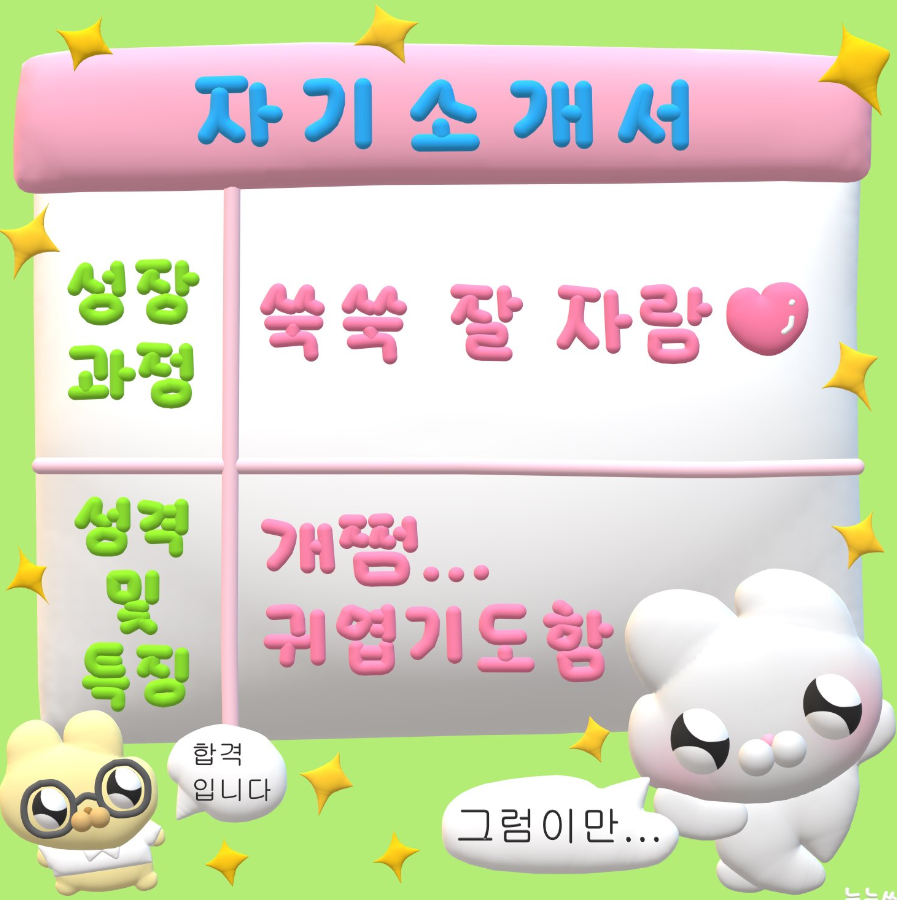 자기소개서
성장
과정
쑥쑥 잘 자람
성격
및
특징
개쩜...
귀엽기도함
합격
입니다
그럼이만...